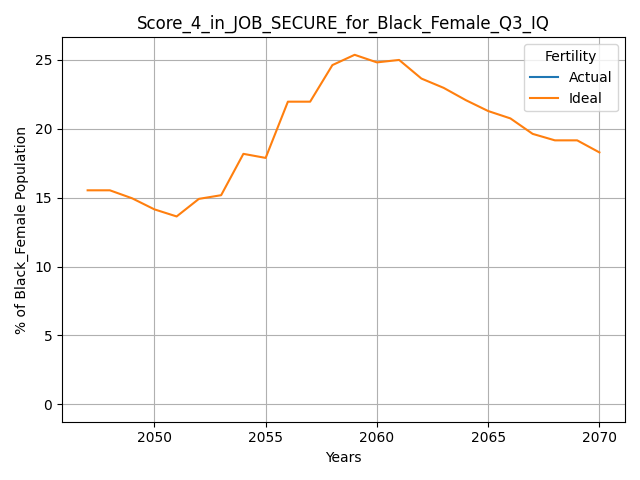 Score_4_in_JOB_SECURE_for_Black_Female_Q3_IQ
Fertility
Actual
Ideal
% of Black_Female Population
25
20
15
10
5
0
2050 2055 2060 2065 2070
Years